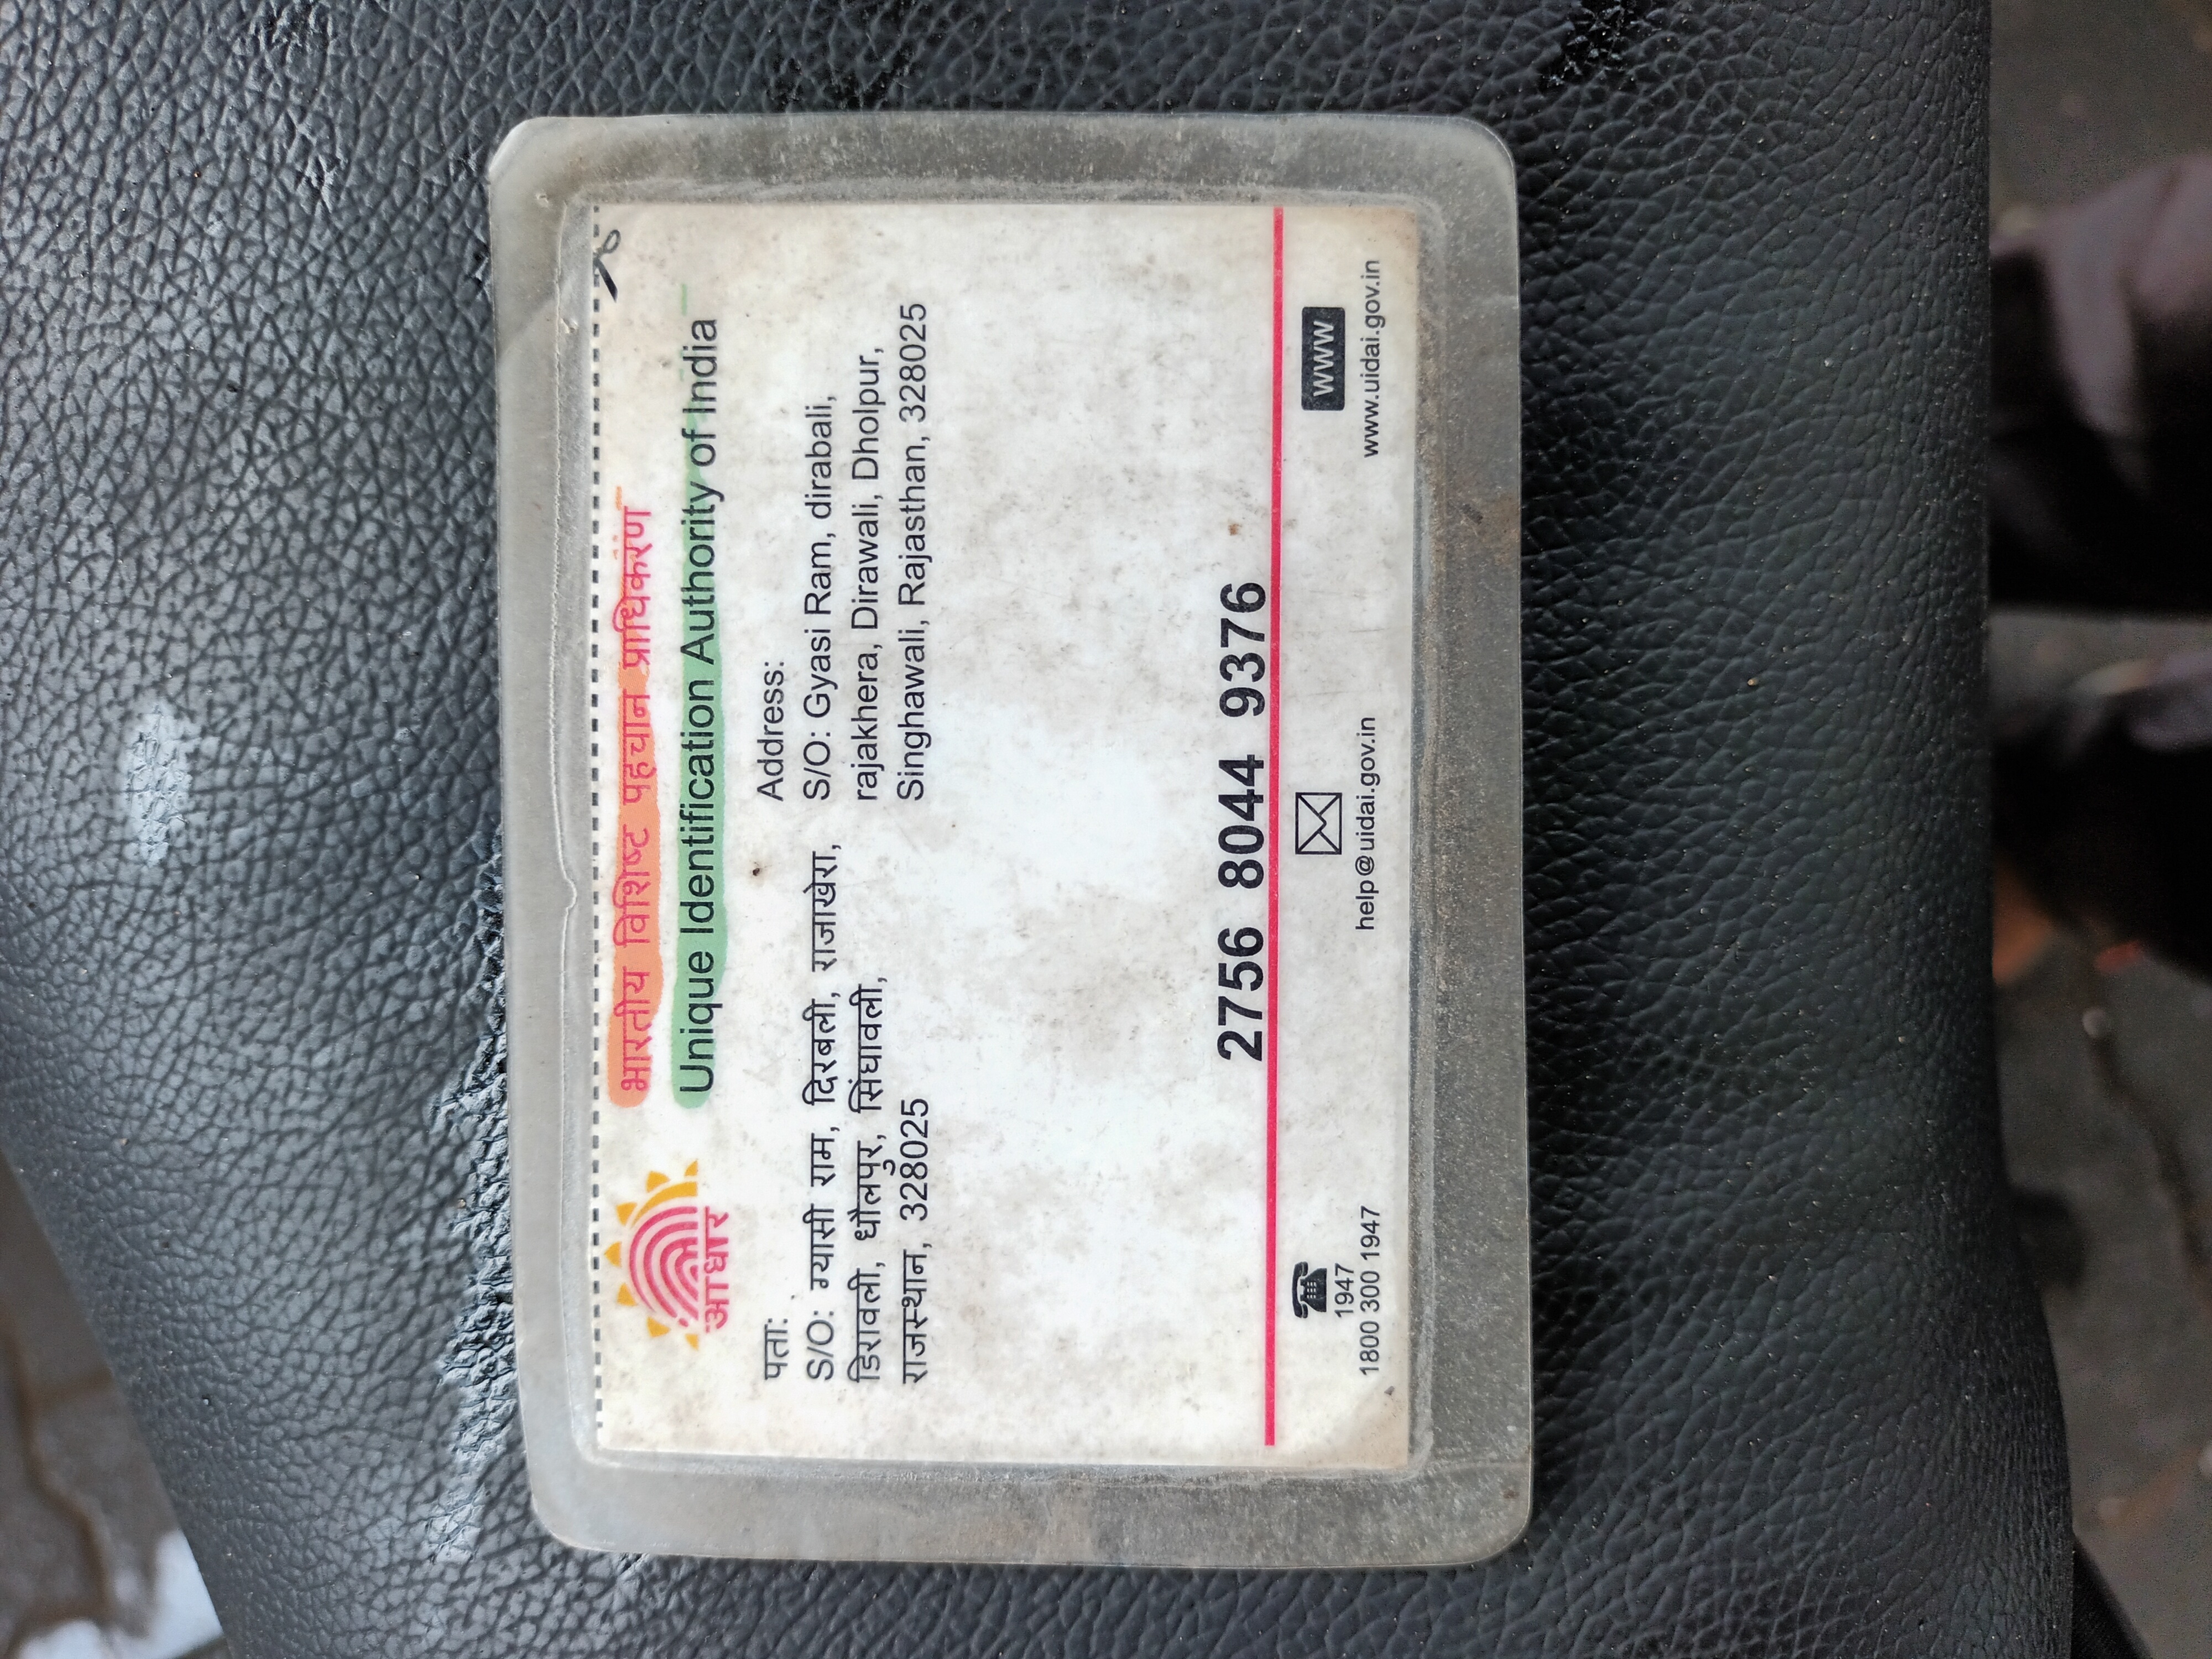 आधार
भारतीय विशिष्ट पहचान प्राधिकरण
Unique Identification Authority of India
पता:
S/O: ग्यासी राम, दिरबली, राजाखेरा,
डिरावली, धौलपुर, सिंघावली,
राजस्थान, 328025
Address:
S/O: Gyasi Ram, dirabali,
rajakhera, Dirawali, Dholpur,
Singhawali, Rajasthan, 328025
2756 8044 9376
1947
1800 300 1947
help@uidai.gov.in
WWW
www.uidai.gov.in